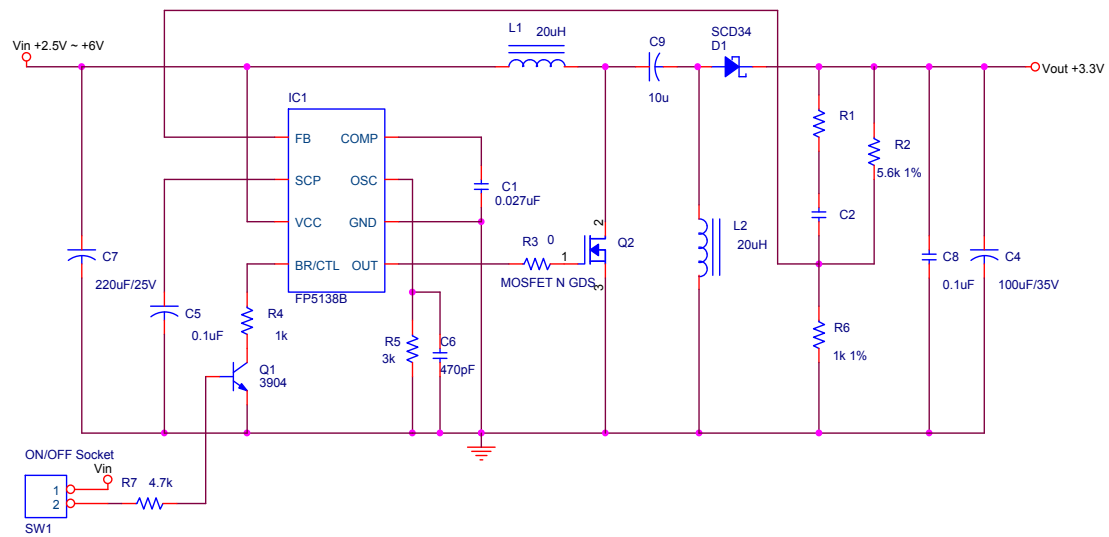 Vin +2.5V ~ +6V
L1
20uH
C9
10u
SCD34
D1
Vout +3.3V
IC1
FB
COMP
SCP
OSC
VCC
GND
BR/CTL
OUT
FP5138B
C1
0.027uF
R1
R2
5.6k 1%
C2
C7
220uF/25V
C5
0.1uF
R4
1k
Q1
3904
R5
3k
C6
470pF
R3
0
1
2
3
Q2
MOSFET N GDS
L2
20uH
R6
1k 1%
C8
0.1uF
C4
100uF/35V
ON/OFF Socket
Vin
1
2
R7
4.7k
SW1